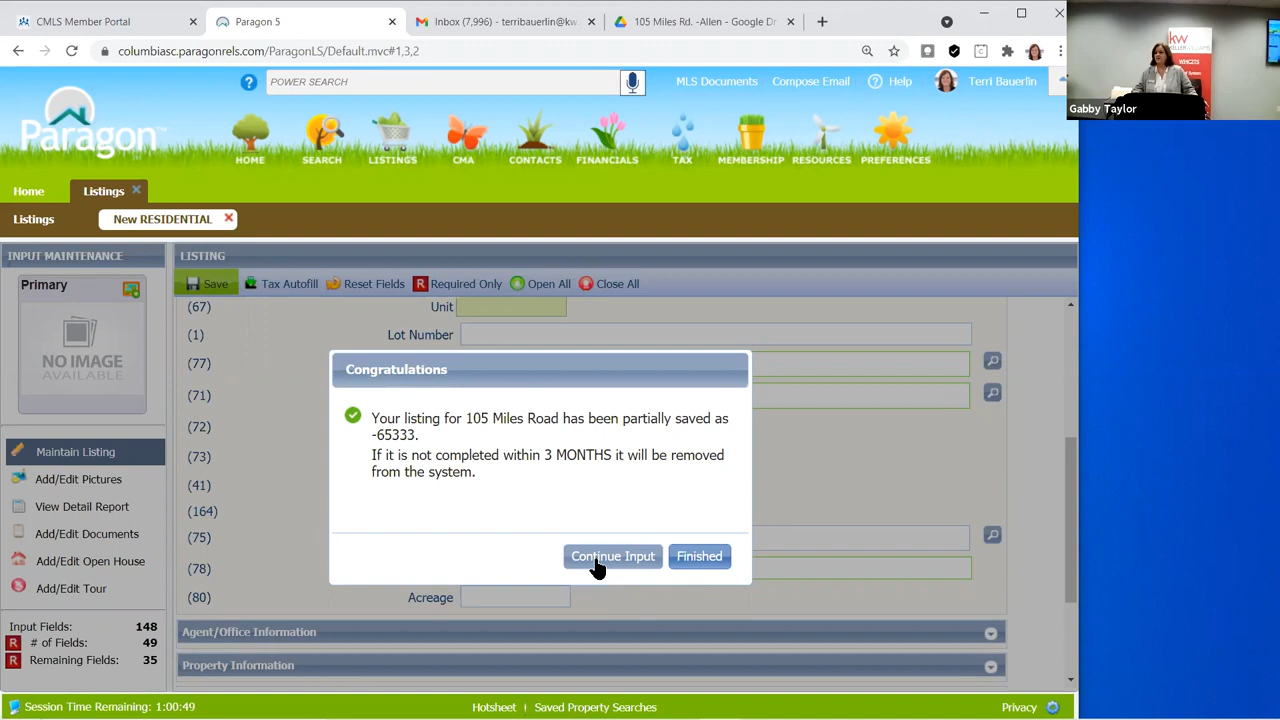 CMLS Member Portal
Paragon 5
Inbox (7,996) - terribauerlin@kw.
105 Miles Rd. -Allen - Google Dr
columbiasc.paragonrels.com/ParagonLS/Default.mvc#1,3,2
kw
KELLER WILLIAMS
Gabby Taylor
POWER SEARCH
MLS Documents
Compose Email
Help
Terri Bauerlin
Paragon
HOME
SEARCH
LISTINGS
CMA
CONTACTS
FINANCIALS
TAX
MEMBERSHIP
RESOURCES
PREFERENCES
Home
Listings
Listings
New RESIDENTIAL
INPUT MAINTENANCE
LISTING
Primary
NO IMAGE
AVAILABLE
Save
Tax Autofill
Reset Fields
R Required Only
Open All
Close All
(67) Unit
(1) Lot Number
(77)
(71)
(72)
(73)
(41)
(164)
(75)
(78)
(80) Acreage
Congratulations
Your listing for 105 Miles Road has been partially saved as
-65333.
If it is not completed within 3 MONTHS it will be removed
from the system.
Continue Input
Finished
Maintain Listing
Add/Edit Pictures
View Detail Report
Add/Edit Documents
Add/Edit Open House
Add/Edit Tour
Input Fields: 148
R # of Fields: 49
R Remaining Fields: 35
Agent/Office Information
Property Information
Session Time Remaining: 1:00:49
Hotsheet
Saved Property Searches
Privacy